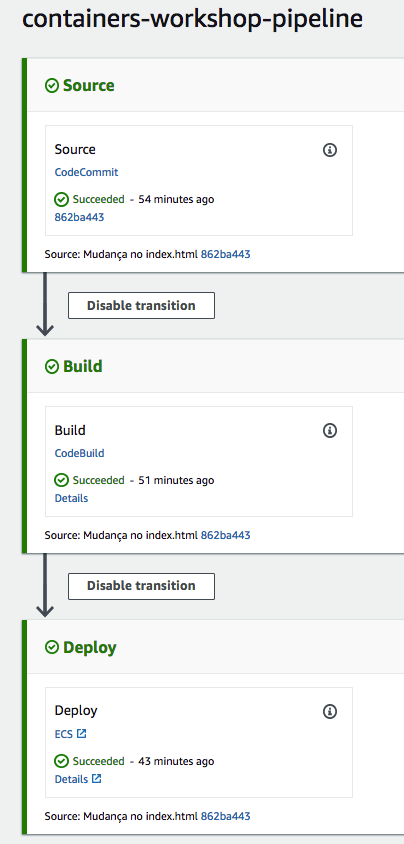 containers-workshop-pipeline
Source
Source
CodeCommit
Succeeded - 54 minutes ago
862ba443
Source: Mudança no index.html 862ba443
Disable transition
Build
Build
CodeBuild
Succeeded - 51 minutes ago
Details
Source: Mudança no index.html 862ba443
Disable transition
Deploy
Deploy
ECS
Succeeded - 43 minutes ago
Details
Source: Mudança no index.html 862ba443